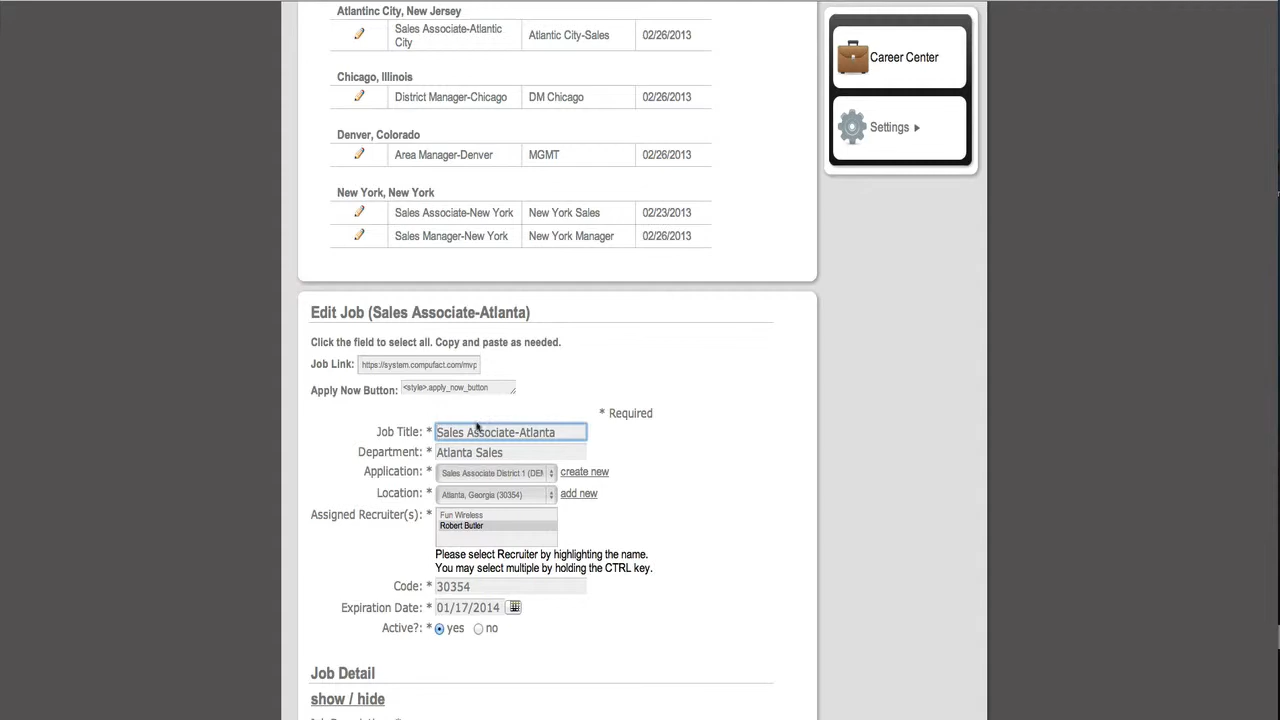 Atlantinc City, New Jersey
Sales Associate-Atlantic City
Atlantic City-Sales
02/26/2013
Chicago, Illinois
District Manager-Chicago
DM Chicago
02/26/2013
Denver, Colorado
Area Manager-Denver
MGMT
02/26/2013
New York, New York
Sales Associate-New York
New York Sales
02/23/2013
Sales Manager-New York
New York Manager
02/26/2013
Career Center
Settings
Edit Job (Sales Associate-Atlanta)
Click the field to select all. Copy and paste as needed.
Job Link: https://system.compufact.com/mvp
Apply Now Button: <style>.apply_now_button
* Required
Job Title: * Sales Associate-Atlanta
Department: * Atlanta Sales
Application: * Sales Associate District 1 (DEM create new
Location: * Atlanta, Georgia (30354) add new
Assigned Recruiter(s): * Fun Wireless
Robert Butler
Please select Recruiter by highlighting the name.
You may select multiple by holding the CTRL key.
Code: * 30354
Expiration Date: * 01/17/2014
Active?: * yes no
Job Detail
show / hide